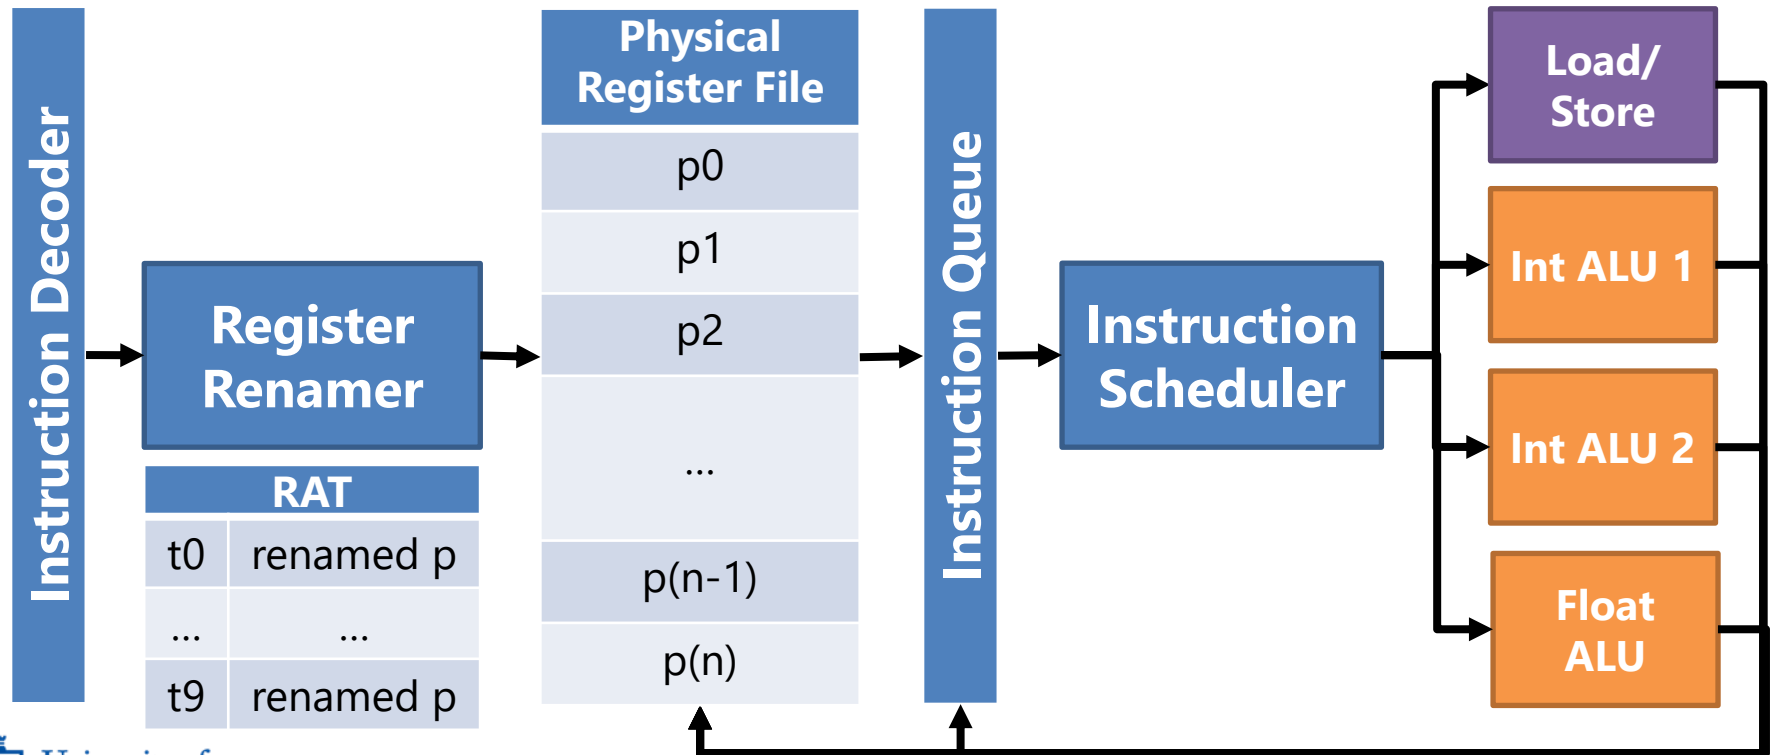 Instruction Decoder
Register
Renamer
RAT
t0 renamed p
... ...
t9 renamed p
Physical
Register File
p0
p1
p2
...
p(n-1)
p(n)
Instruction Queue
Instruction
Scheduler
Load/
Store
Int ALU 1
Int ALU 2
Float
ALU